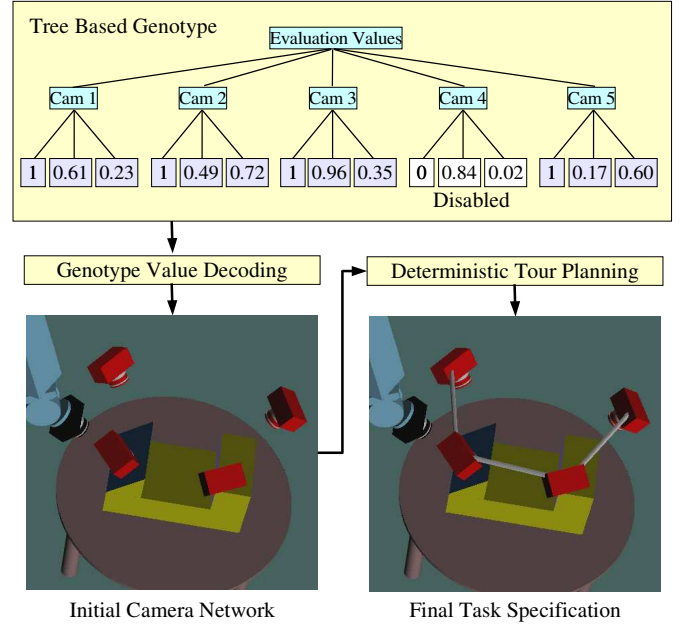 Tree Based Genotype
Evaluation Values
Cam 1 Cam 2 Cam 3 Cam 4 Cam 5
1 0.61 0.23 1 0.49 0.72 1 0.96 0.35 0 0.84 0.02 1 0.17 0.60
Disabled
Genotype Value Decoding
Deterministic Tour Planning
Initial Camera Network
Final Task Specification